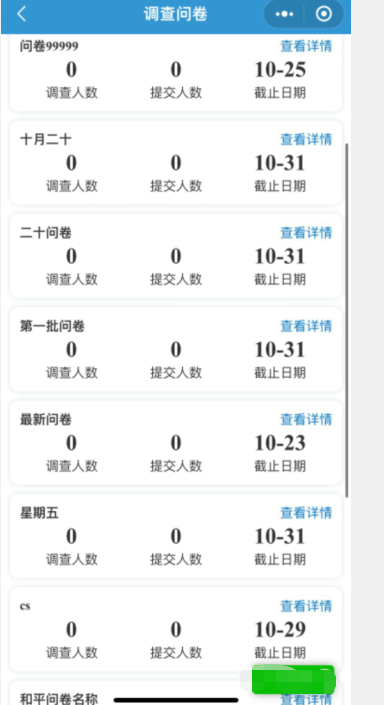 调查问卷
问卷99999 查看详情
0 0 10-25
调查人数 提交人数 截止日期
十月二十 查看详情
0 0 10-31
调查人数 提交人数 截止日期
二十问卷 查看详情
0 0 10-31
调查人数 提交人数 截止日期
第一批问卷 查看详情
0 0 10-31
调查人数 提交人数 截止日期
最新问卷 查看详情
0 0 10-23
调查人数 提交人数 截止日期
星期五 查看详情
0 0 10-31
调查人数 提交人数 截止日期
cs 查看详情
0 0 10-29
调查人数 提交人数 截止日期
和平问卷名称 查看详情